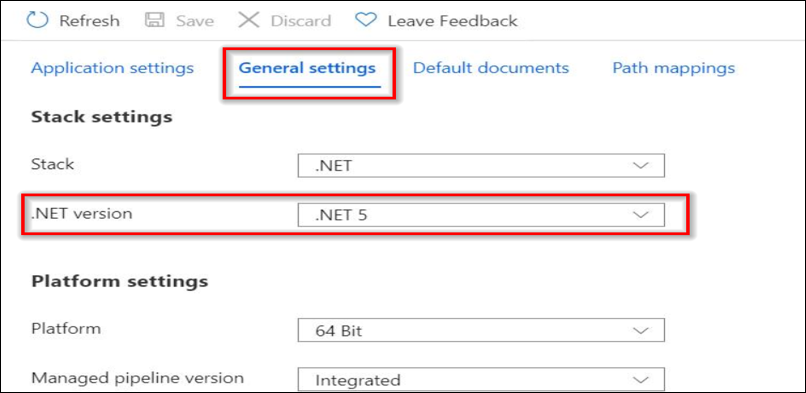 Refresh Save Discard Leave Feedback
Application settings General settings Default documents Path mappings
Stack settings
Stack .NET
.NET version .NET 5
Platform settings
Platform 64 Bit
Managed pipeline version Integrated